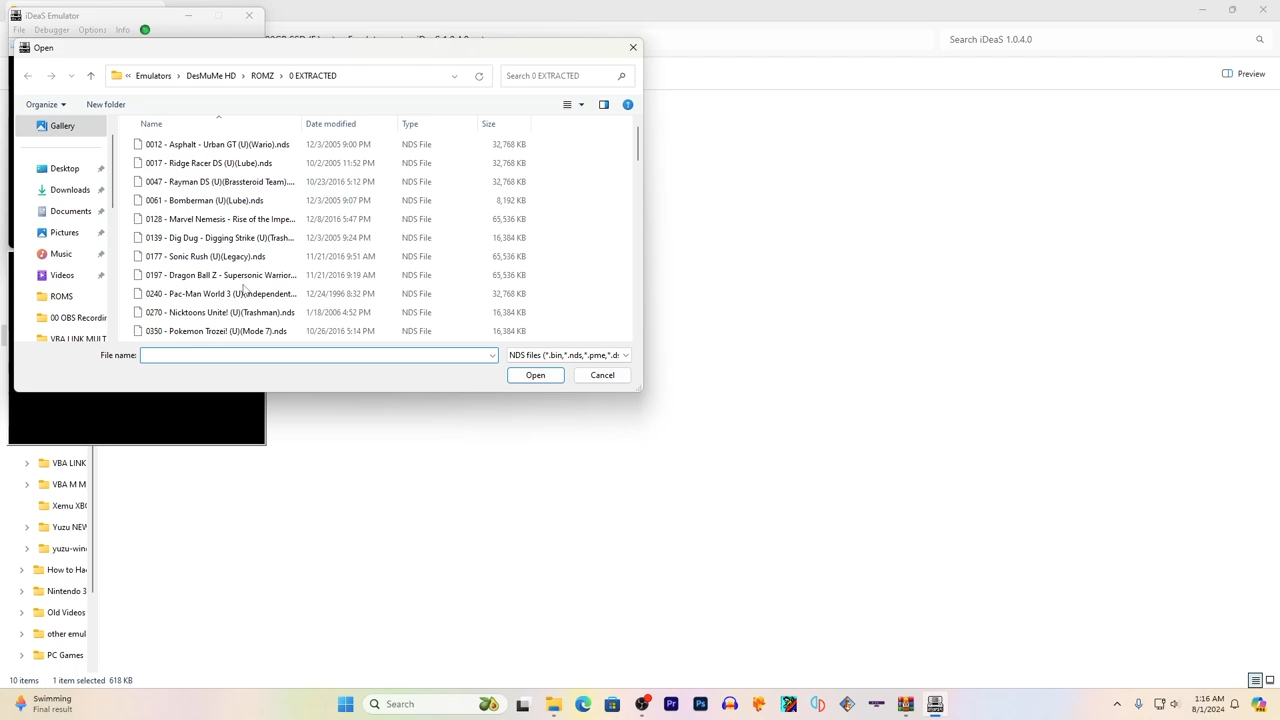 iDeaS Emulator
File Debugger Options Info
Search iDeaS 1.0.4.0
Preview
Open
« Emulators > DesMuMe HD > ROMZ > 0 EXTRACTED
Search 0 EXTRACTED
Organize New folder
Name Date modified Type Size
Gallery
Desktop
Downloads
Documents
Pictures
Music
Videos
ROMS
00 OBS Recordin
VBA LINK MULT
0012 - Asphalt - Urban GT (U)(Wario).nds 12/3/2005 9:00 PM NDS File 32,768 KB
0017 - Ridge Racer DS (U)(Lube).nds 10/2/2005 11:52 PM NDS File 32,768 KB
0047 - Rayman DS (U)(Brassteroid Team).... 10/23/2016 5:12 PM NDS File 32,768 KB
0061 - Bomberman (U)(Lube).nds 12/3/2005 9:07 PM NDS File 8,192 KB
0128 - Marvel Nemesis - Rise of the Impe... 12/8/2016 5:47 PM NDS File 65,536 KB
0139 - Dig Dug - Digging Strike (U)(Trash... 12/3/2005 9:24 PM NDS File 16,384 KB
0177 - Sonic Rush (U)(Legacy).nds 11/21/2016 9:51 AM NDS File 65,536 KB
0197 - Dragon Ball Z - Supersonic Warrior... 11/21/2016 9:19 AM NDS File 65,536 KB
0240 - Pac-Man World 3 (U)(Independent... 12/24/1996 8:32 PM NDS File 32,768 KB
0270 - Nicktoons Unite! (U)(Trashman).nds 1/18/2006 4:52 PM NDS File 16,384 KB
0350 - Pokemon Trozei! (U)(Mode 7).nds 10/26/2016 5:14 PM NDS File 16,384 KB
File name:
NDS files (*.bin,*.nds,*.pme,*.d
Open Cancel
VBA LINK
VBA M M
Xemu XB
Yuzu NEW
yuzu-win
How to Ha
Nintendo 3
Old Videos
other emul
PC Games
10 items 1 item selected 618 KB
Swimming
Final result
Search
Pr
Ps
1:16 AM
8/1/2024